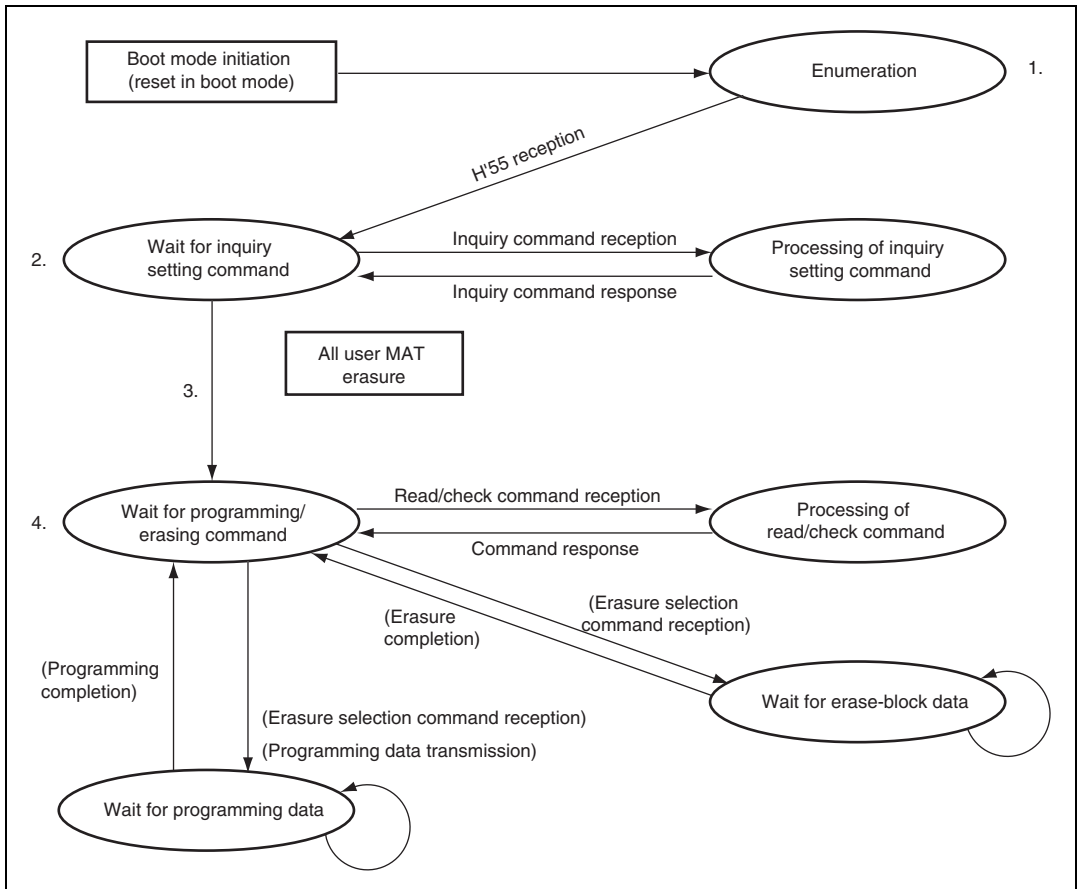 Boot mode initiation
(reset in boot mode)
Enumeration
1.
H'55 reception
2.
Wait for inquiry
setting command
Inquiry command reception
Inquiry command response
Processing of inquiry
setting command
3.
All user MAT
erasure
4.
Wait for programming/
erasing command
Read/check command reception
Command response
Processing of
read/check command
(Erasure
completion)
(Erasure selection
command reception)
(Programming
completion)
(Erasure selection command reception)
(Programming data transmission)
Wait for erase-block data
Wait for programming data